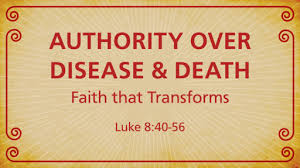 AUTHORITY OVER
DISEASE & DEATH
Faith that Transforms
Luke 8:40-56